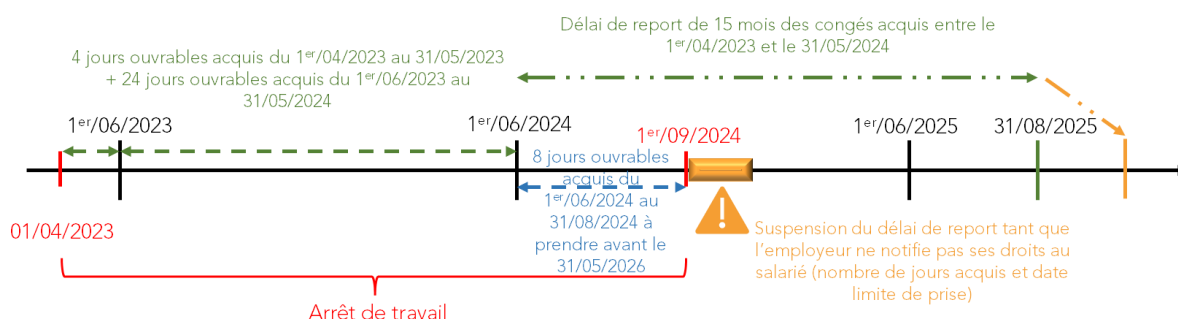 Délai de report de 15 mois des congés acquis entre le
1er/04/2023 et le 31/05/2024
4 jours ouvrables acquis du 1er/04/2023 au 31/05/2023
+ 24 jours ouvrables acquis du 1er/06/2023 au
31/05/2024
1er/06/2023
1er/06/2024
1er/09/2024
1er/06/2025
31/08/2025
8 jours ouvrables
acquis du
1er/06/2024 au
31/08/2024 à
prendre avant le
31/05/2026
01/04/2023
Suspension du délai de report tant que
l'employeur ne notifie pas ses droits au
salarié (nombre de jours acquis et date
limite de prise)
Arrêt de travail